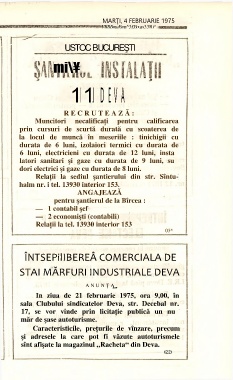 MARȚI, 4 FEBRUARIE 1975
USTOC BUCUREȘTI
INSTALAȚII
11 DEVA
RECRUTEAZĂ:
Muncitori necalificați pentru calificarea
prin cursuri de scurtă durată cu scoaterea de
la locul de muncă în meseriile: tinichigii cu
durata de 6 luni, izolatori termici cu durata de
6 luni, electricieni cu durata de 12 luni, insta
latori sanitari și gaze cu durata de 9 luni, su
dori electrici și gaze cu durata de 8 luni.
Relații la sediul șantierului din str. Sîntu-
halm nr. 1 tel. 13930 interior 153.
ANGAJEAZĂ
pentru șantierul de la Bîrcea:
— 1 contabil șef
— 2 economiști (contabili)
Relații la tel. 13930 interior 153
ÎNTSEPIIIBEREĂ COMERCIALA DE
STAI MĂRFURI INDUSTRIALE DEVA
ANUNȚA
In ziua de 21 februarie 1975, ora 9,00, în
sala Clubului sindicatelor Deva, str. Decebal nr.
17, se vor vinde prin licitație publică un nu
măr de șase autoturisme.
Caracteristicile, prețurile de vînzare, precum
și adresele la care pot fi văzute autoturismele
sînt afișate la magazinul „Racheta" din Deva.
(22)